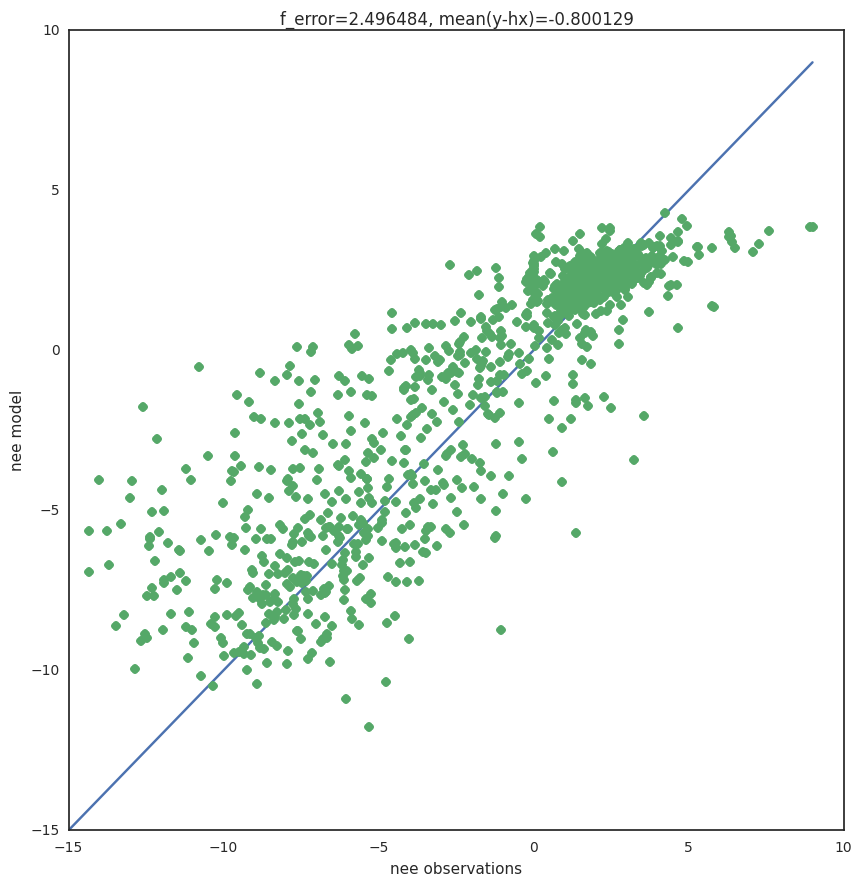 f_error=2.496484, mean(y-hx)=-0.800129
10
5
0
−5
−10
−15
nee model
−15 −10 −5 0 5 10
nee observations